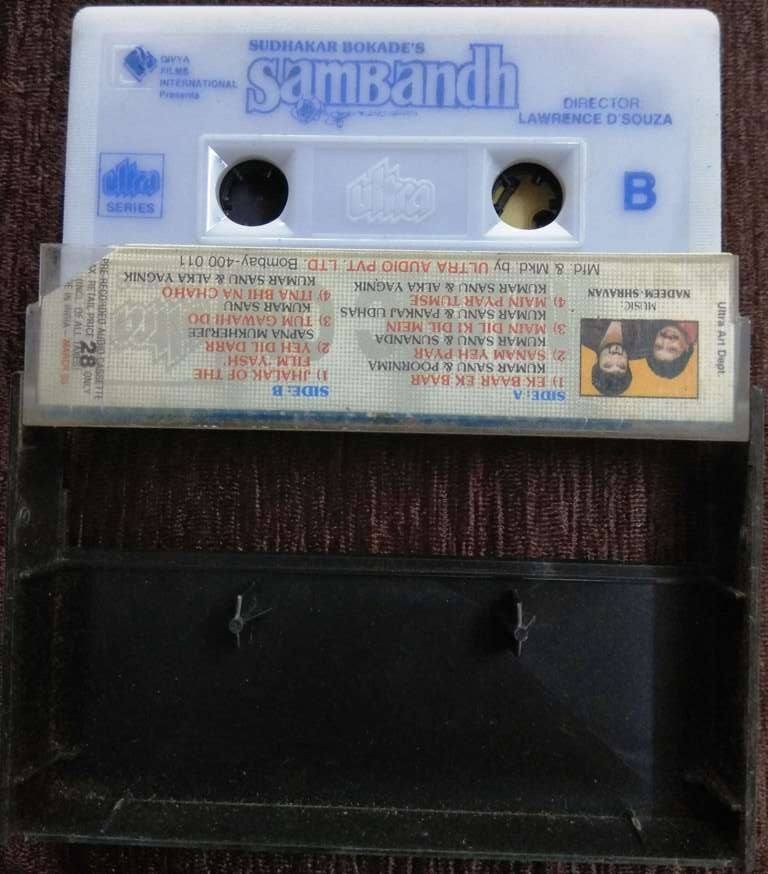 DIVYA
FILMS
INTERNATIONAL
Presents
SUDHAKAR BOKADE'S
SAMBandh
DIRECTOR
LAWRENCE D'SOUZA
ultra
SERIES
ultra
B
Ultra Art Dept.
MUSIC:
NADEEM-SHRAVAN
SIDE: A
1) EK BAAR EK BAAR
KUMAR SANU & POORNIMA
2) SANAM YEH PYAR
KUMAR SANU & SUNANDA
3) MAIN DIL KI DIL MEIN
KUMAR SANU & PANKAJ UDHAS
4) MAIN PYAR TUMSE
KUMAR SANU & ALKA YAGNIK
SIDE: B
1) JHALAK OF THE
FILM "YASH"
2) YEH DIL DARR
SAPNA MUKHERJEE
3) TUM GAWAHI DO
KUMAR SANU
4) ITNA BHI NA CHAHO
KUMAR SANU & ALKA YAGNIK
Mfd & Mkd. by ULTRA AUDIO PVT. LTD. Bombay-400 011
PRE-RECORDED AUDIO CASSETTE
RETAIL PRICE 28 ONLY
(INCL. OF ALL
IN INDIA